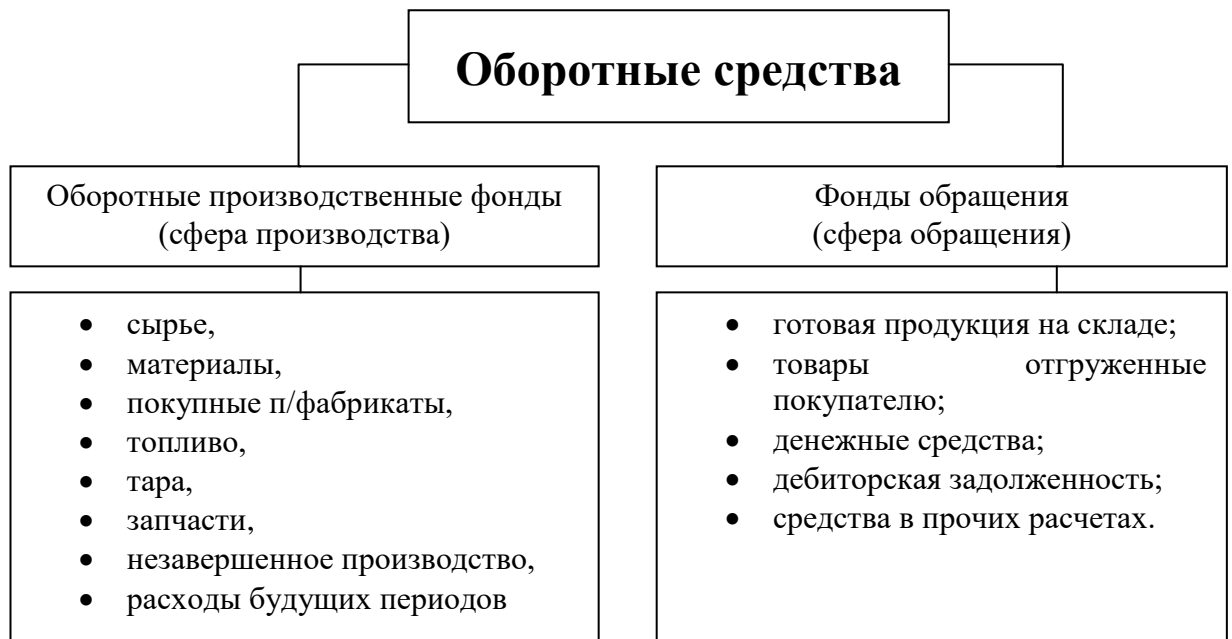 Оборотные средства
Оборотные производственные фонды
(сфера производства)
Фонды обращения
(сфера обращения)
• сырье,
• материалы,
• покупные п/фабрикаты,
• топливо,
• тара,
• запчасти,
• незавершенное производство,
• расходы будущих периодов
• готовая продукция на складе;
• товары отгруженные
покупателю;
• денежные средства;
• дебиторская задолженность;
• средства в прочих расчетах.